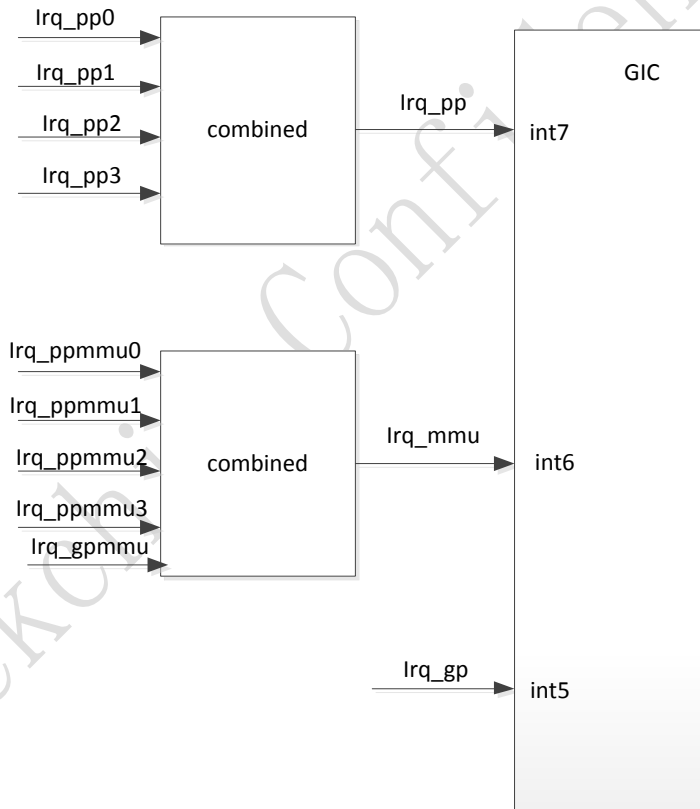 Irq_pp0
Irq_pp1
Irq_pp2
Irq_pp3
combined
Irq_pp
int7
GIC
Irq_ppmmu0
Irq_ppmmu1
Irq_ppmmu2
Irq_ppmmu3
Irq_gpmmu
combined
Irq_mmu
int6
Irq_gp
int5